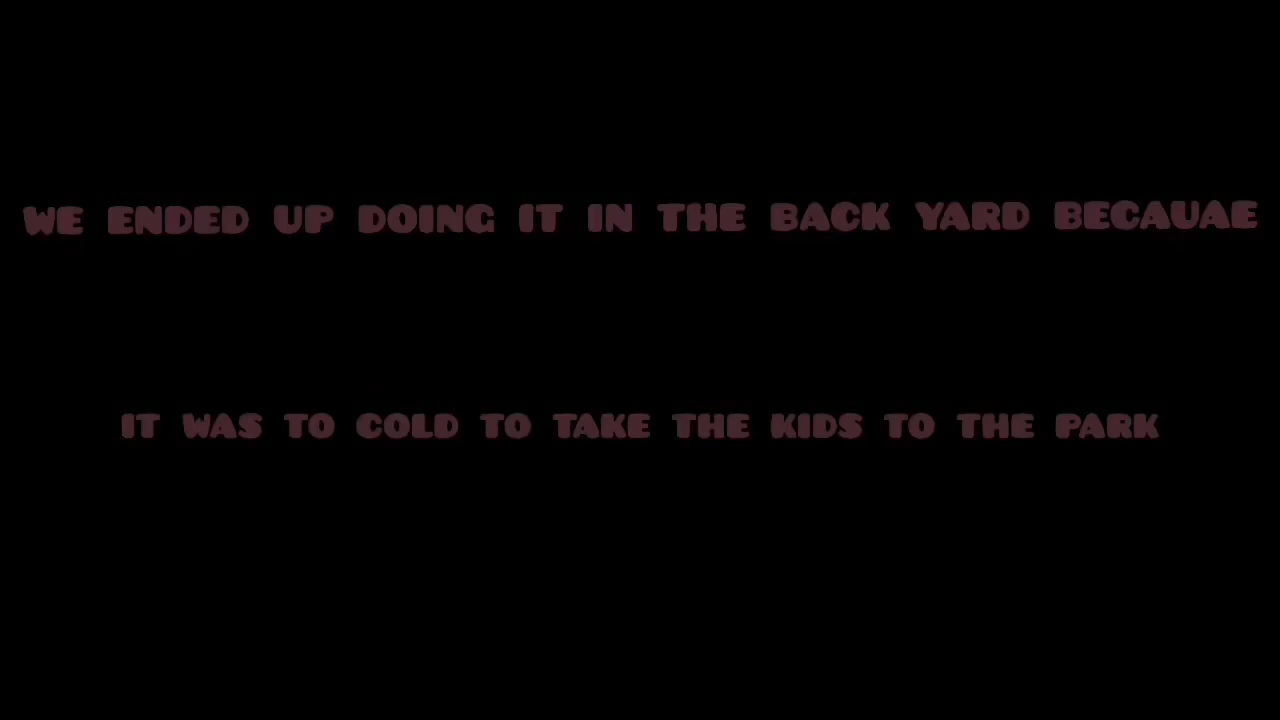 WE ENDED UP DOING IT IN THE BACK YARD BECAUAE
IT WAS TO COLD TO TAKE THE KIDS TO THE PARK